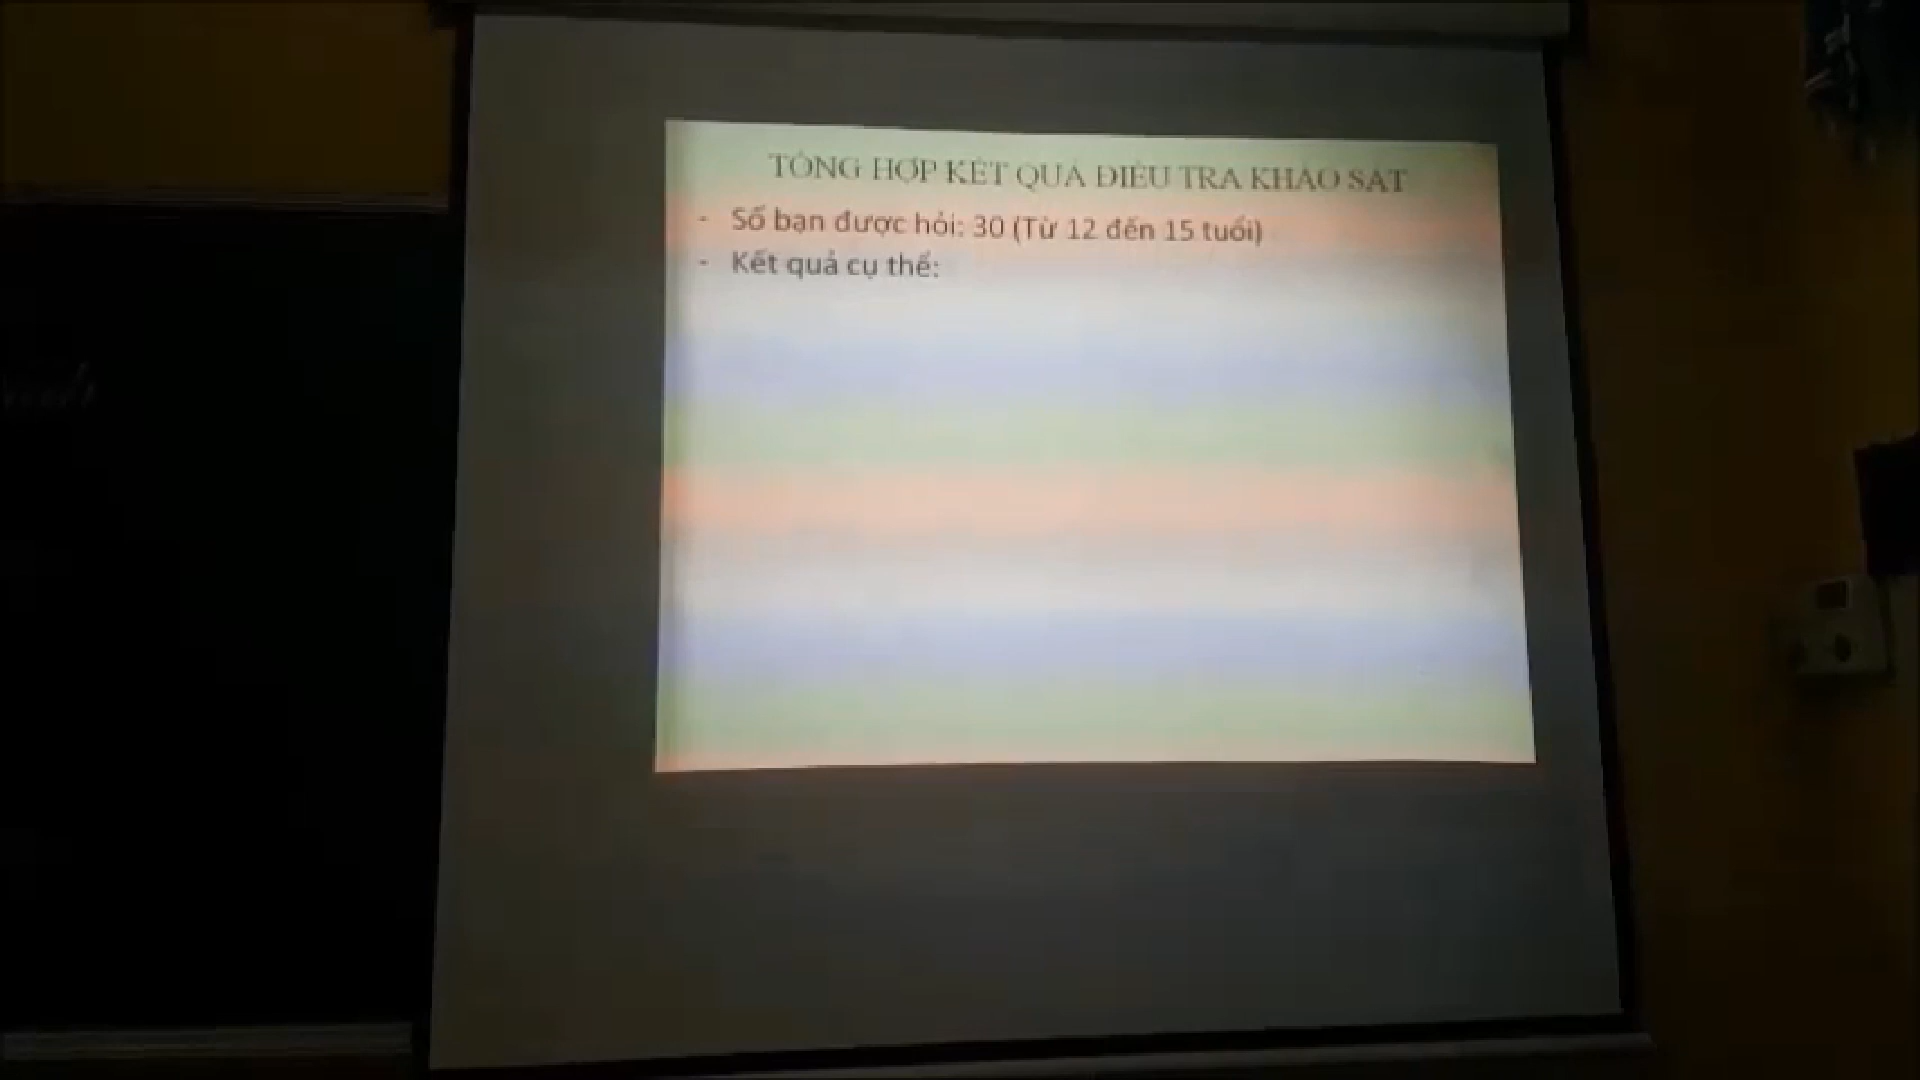 TỔNG HỢP KẾT QUẢ ĐIỀU TRA KHẢO SÁT
- Số bạn được hỏi: 30 (Từ 12 đến 15 tuổi)
- Kết quả cụ thể: